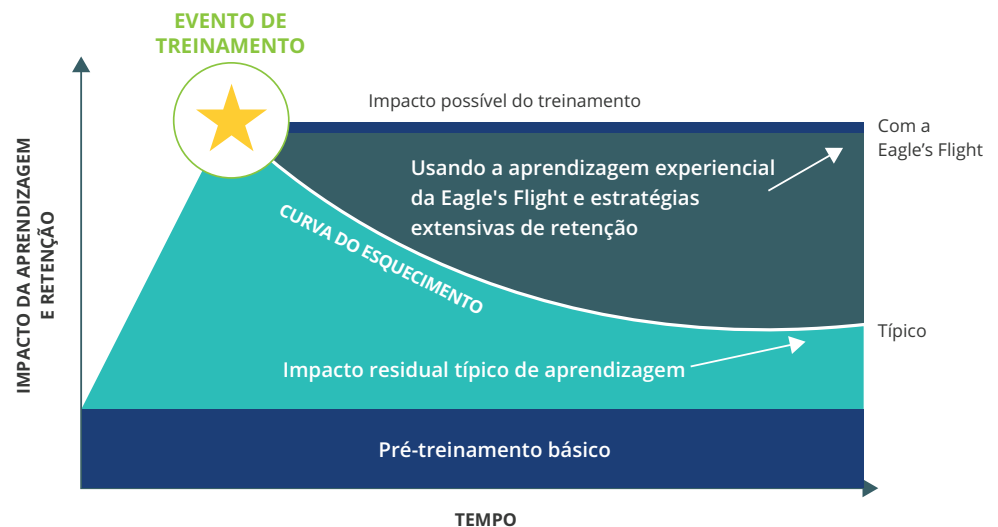 EVENTO DE
TREINAMENTO
Impacto possível do treinamento
Com a
Eagle’s Flight
Usando a aprendizagem experiencial
da Eagle's Flight e estratégias
extensivas de retenção
CURVA DO ESQUECIMENTO
IMPACTO DA APRENDIZAGEM
E RETENÇÃO
Típico
Impacto residual típico de aprendizagem
Pré-treinamento básico
TEMPO